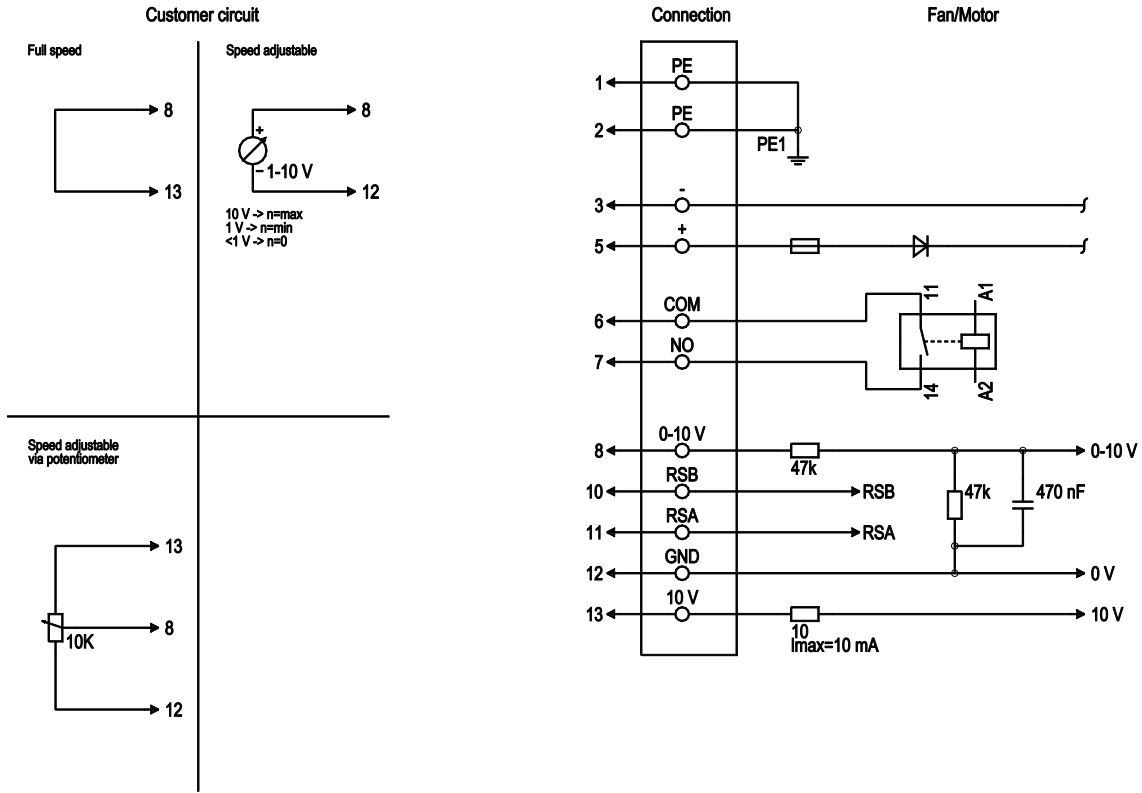 Customer circuit
Full speed
8
13
Speed adjustable
8
+
- 1-10 V
12
10 V -> n=max
1 V -> n=min
<1 V -> n=0
Speed adjustable
via potentiometer
13
8
10K
12
Connection
Fan/Motor
1
PE
2
PE
PE1
3
-
5
+
6
COM
7
NO
11
A1
14
A2
8
0-10 V
47k
0-10 V
10
RSB
RSB
47k
470 nF
11
RSA
RSA
12
GND
0 V
13
10 V
10
Imax=10 mA
10 V